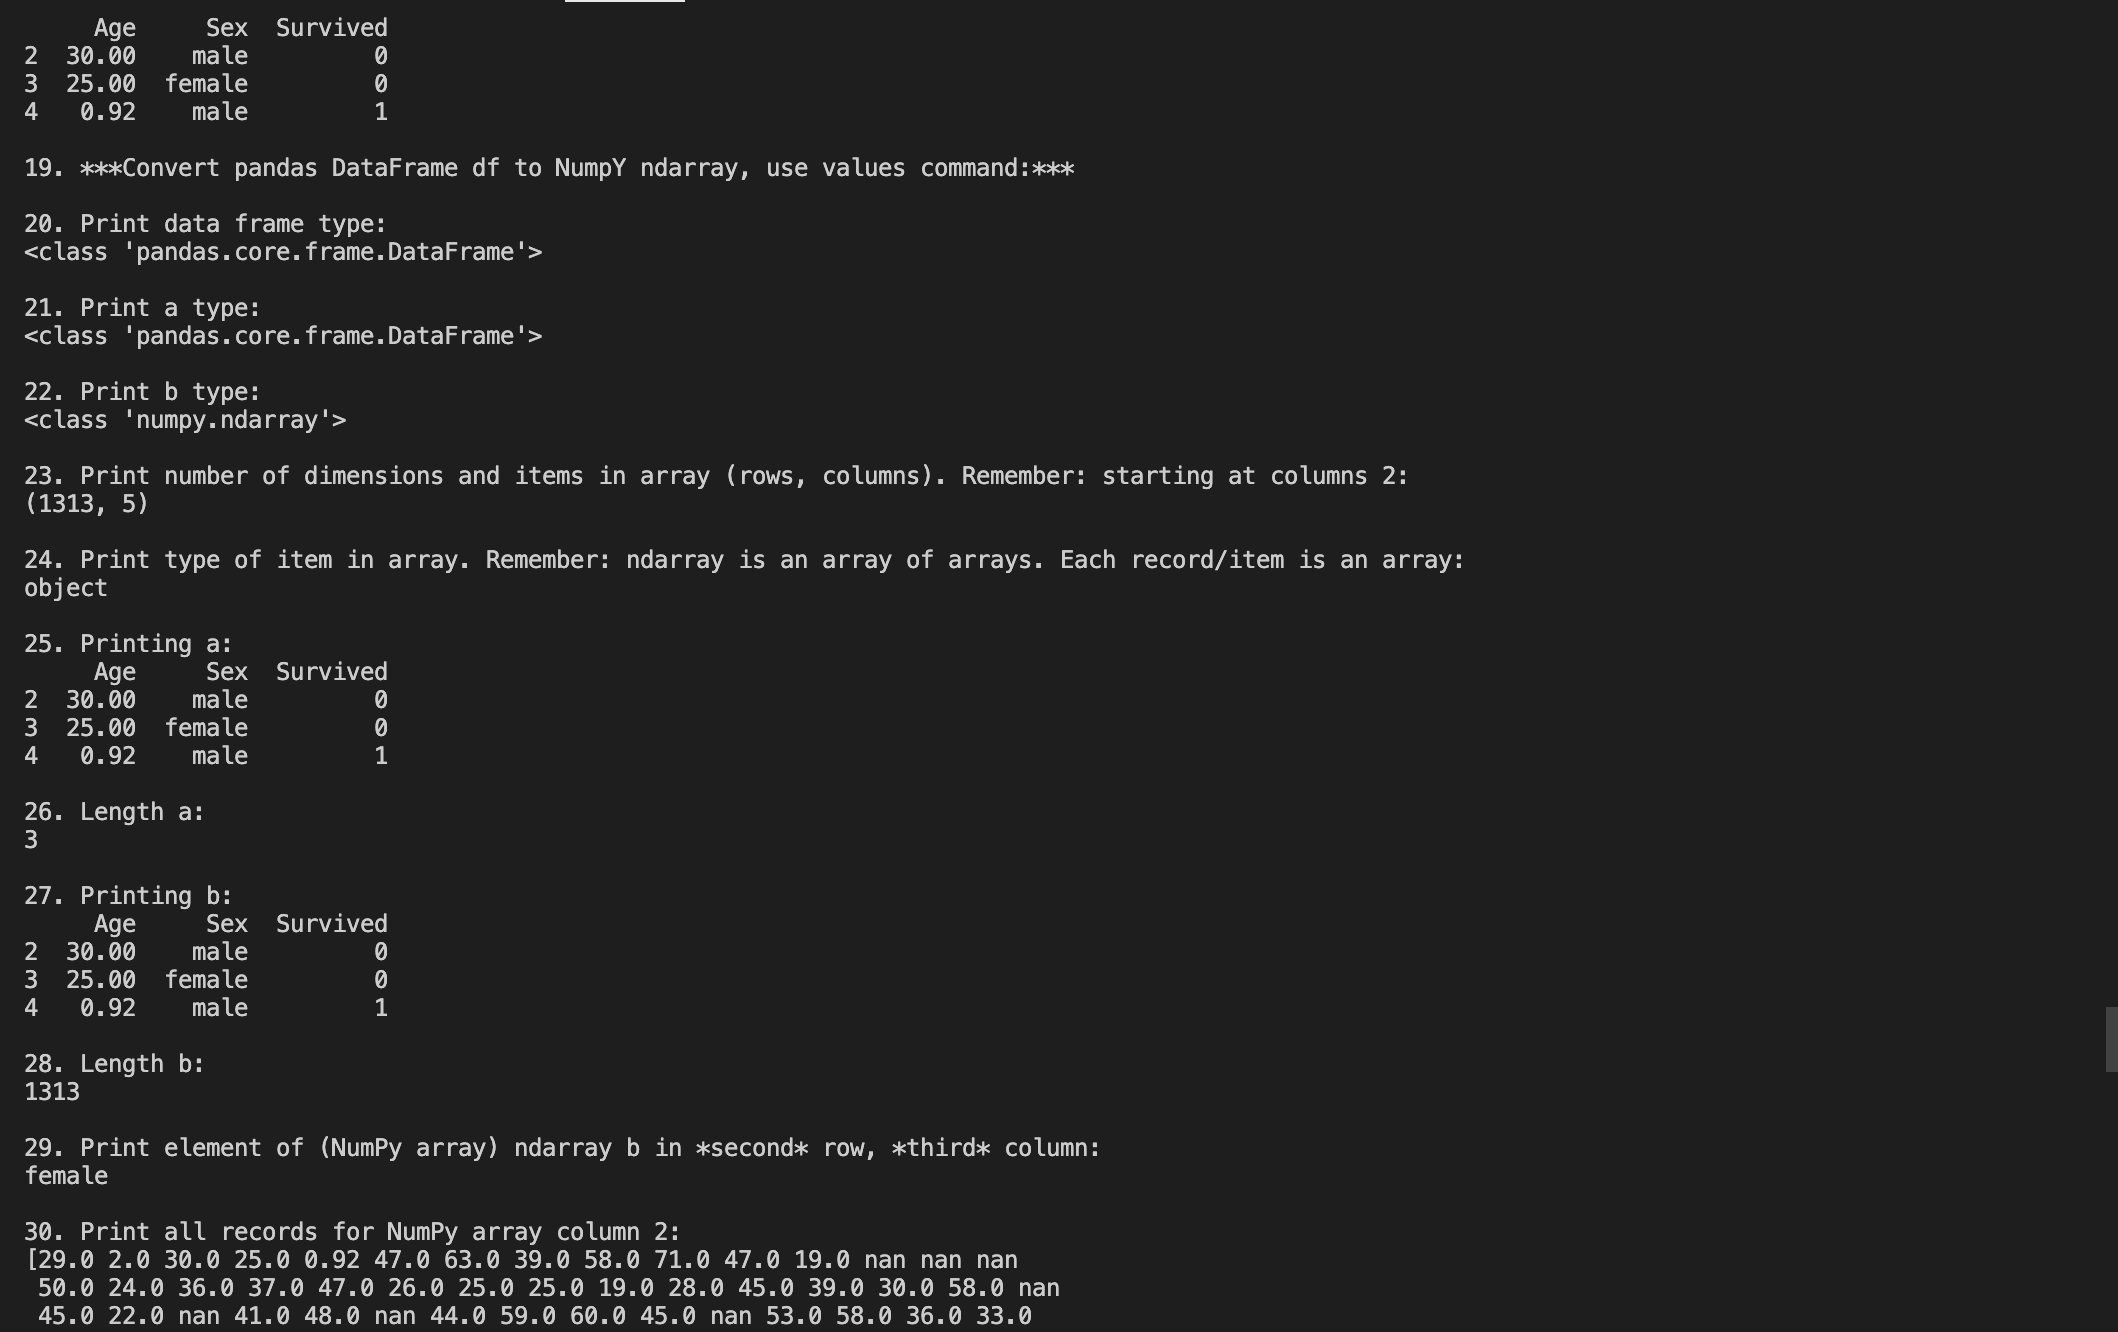 Age     Sex  Survived
2  30.00    male         0
3  25.00  female         0
4   0.92    male         1
19. ***Convert pandas DataFrame df to NumpY ndarray, use values command:***
20. Print data frame type:
<class 'pandas.core.frame.DataFrame'>
21. Print a type:
<class 'pandas.core.frame.DataFrame'>
22. Print b type:
<class 'numpy.ndarray'>
23. Print number of dimensions and items in array (rows, columns). Remember: starting at columns 2:
(1313, 5)
24. Print type of item in array. Remember: ndarray is an array of arrays. Each record/item is an array:
object
25. Printing a:
     Age     Sex  Survived
2  30.00    male         0
3  25.00  female         0
4   0.92    male         1
26. Length a:
3
27. Printing b:
     Age     Sex  Survived
2  30.00    male         0
3  25.00  female         0
4   0.92    male         1
28. Length b:
1313
29. Print element of (NumPy array) ndarray b in *second* row, *third* column:
female
30. Print all records for NumPy array column 2:
[29.0 2.0 30.0 25.0 0.92 47.0 63.0 39.0 58.0 71.0 47.0 19.0 nan nan nan
 50.0 24.0 36.0 37.0 47.0 26.0 25.0 25.0 19.0 28.0 45.0 39.0 30.0 58.0 nan
 45.0 22.0 nan 41.0 48.0 nan 44.0 59.0 60.0 45.0 nan 53.0 58.0 36.0 33.0